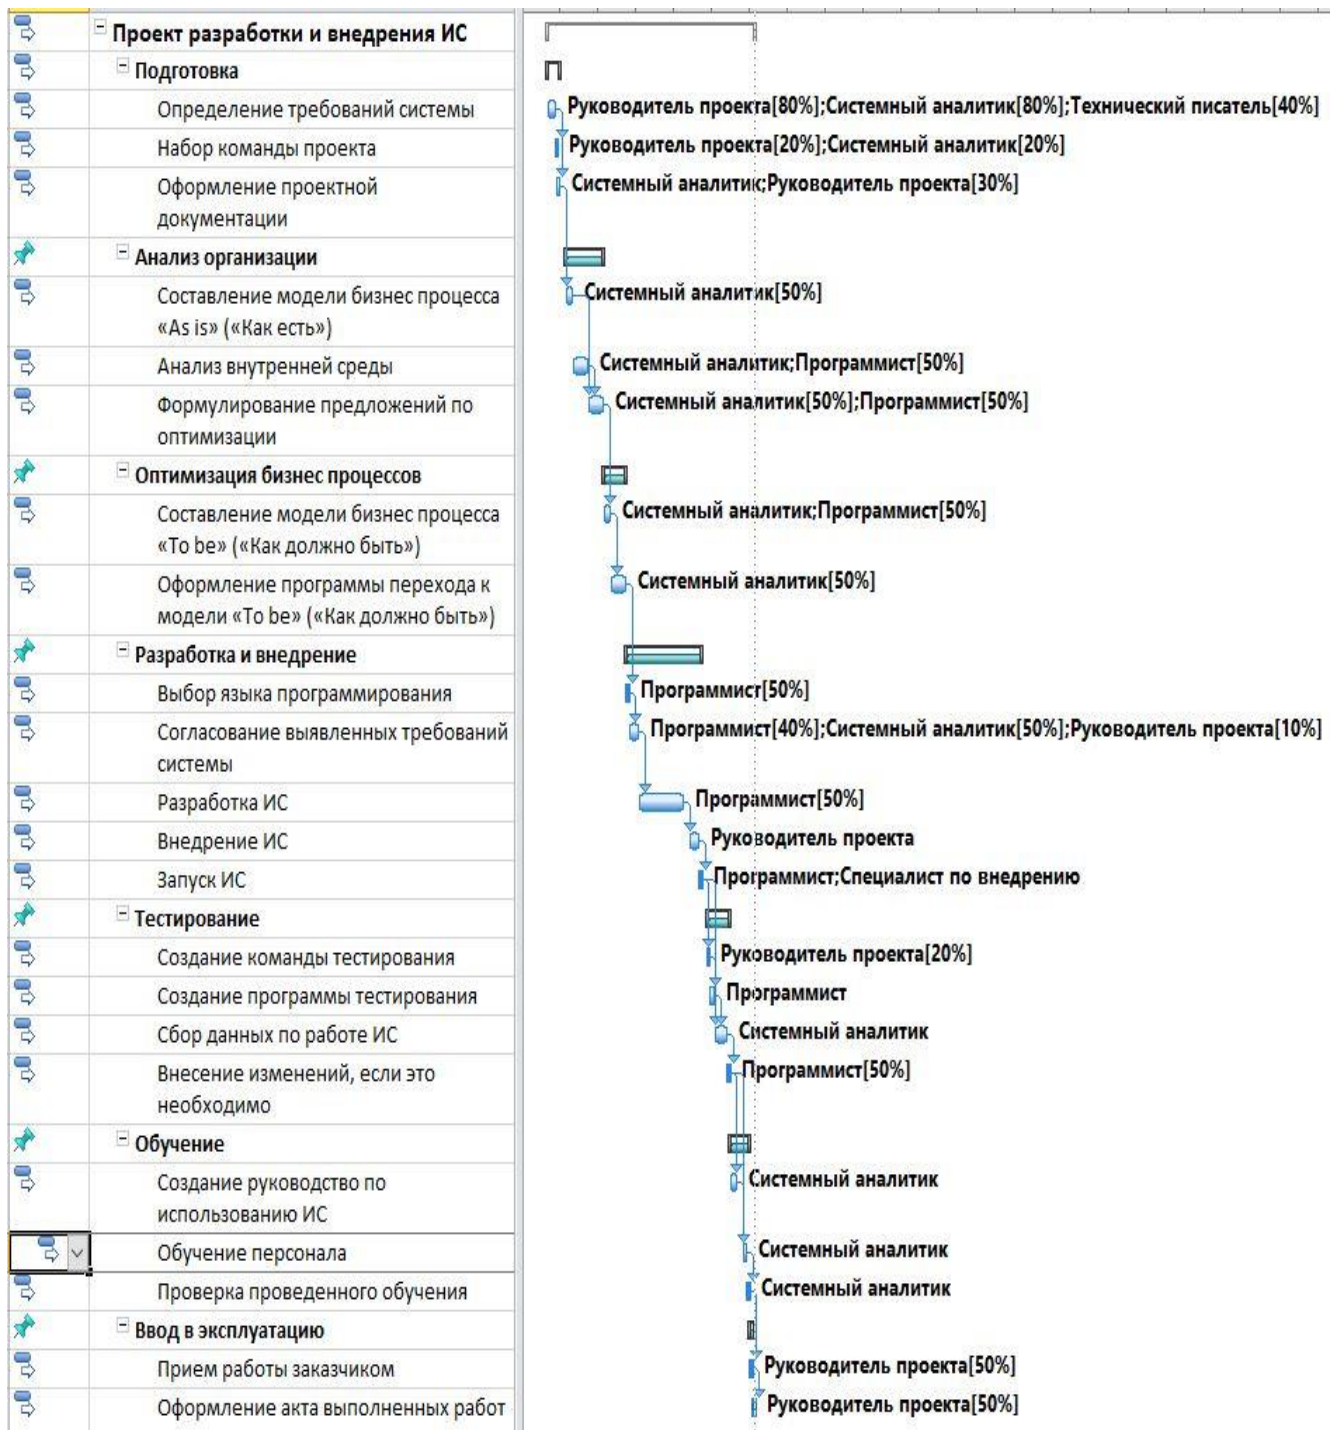 Проект разработки и внедрения ИС
Подготовка
Определение требований системы Руководитель проекта[80%];Системный аналитик[80%];Технический писатель[40%]
Набор команды проекта Руководитель проекта[20%];Системный аналитик[20%]
Оформление проектной Системный аналитик;Руководитель проекта[30%]
документации
Анализ организации
Составление модели бизнес процесса Системный аналитик[50%]
«As is» («Как есть»)
Анализ внутренней среды Системный аналитик;Программист[50%]
Формулирование предложений по Системный аналитик[50%];Программист[50%]
оптимизации
Оптимизация бизнес процессов
Составление модели бизнес процесса Системный аналитик;Программист[50%]
«To be» («Как должно быть»)
Оформление программы перехода к Системный аналитик[50%]
модели «To be» («Как должно быть»)
Разработка и внедрение
Выбор языка программирования Программист[50%]
Согласование выявленных требований Программист[40%];Системный аналитик[50%];Руководитель проекта[10%]
системы
Разработка ИС Программист[50%]
Внедрение ИС Руководитель проекта
Запуск ИС Программист;Специалист по внедрению
Тестирование
Создание команды тестирования Руководитель проекта[20%]
Создание программы тестирования Программист
Сбор данных по работе ИС Системный аналитик
Внесение изменений, если это Программист[50%]
необходимо
Обучение
Создание руководство по Системный аналитик
использованию ИС
Обучение персонала Системный аналитик
Проверка проведенного обучения Системный аналитик
Ввод в эксплуатацию
Прием работы заказчиком Руководитель проекта[50%]
Оформление акта выполненных работ Руководитель проекта[50%]